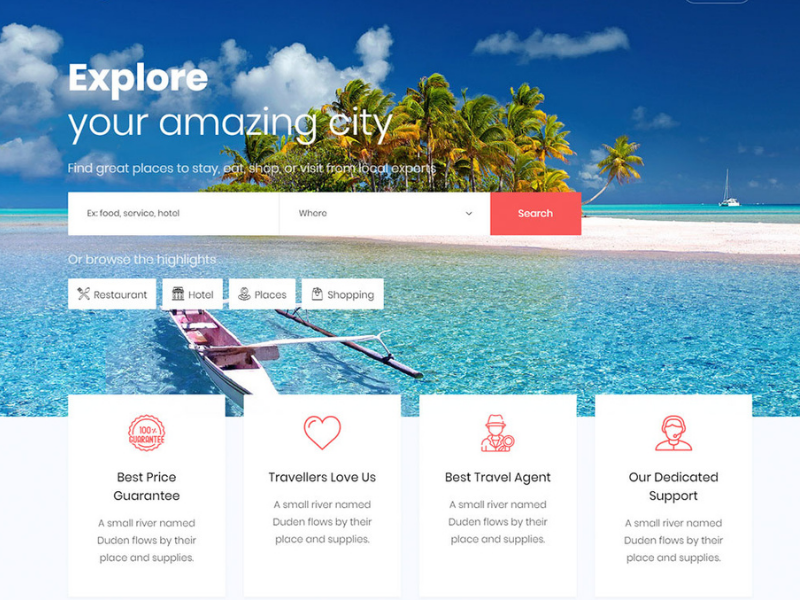 Explore
your amazing city
Find great places to stay, eat, shop, or visit from local experts
Ex: food, service, hotel
Where
Search
Or browse the highlights
Restaurant
Hotel
Places
Shopping
100%
GUARANTEE
Best Price
Guarantee
A small river named
Duden flows by their
place and supplies.
Travellers Love Us
A small river named
Duden flows by their
place and supplies.
Best Travel Agent
A small river named
Duden flows by their
place and supplies.
Our Dedicated
Support
A small river named
Duden flows by their
place and supplies.